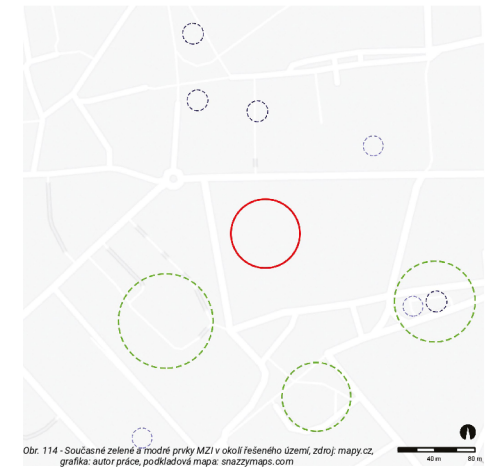 Obr. 114 - Současné zelené a modré prvky MZI v okolí řešeného území, zdroj: mapy.cz,
grafika: autor práce, podkladová mapa: snazzymaps.com
40 m 80 m